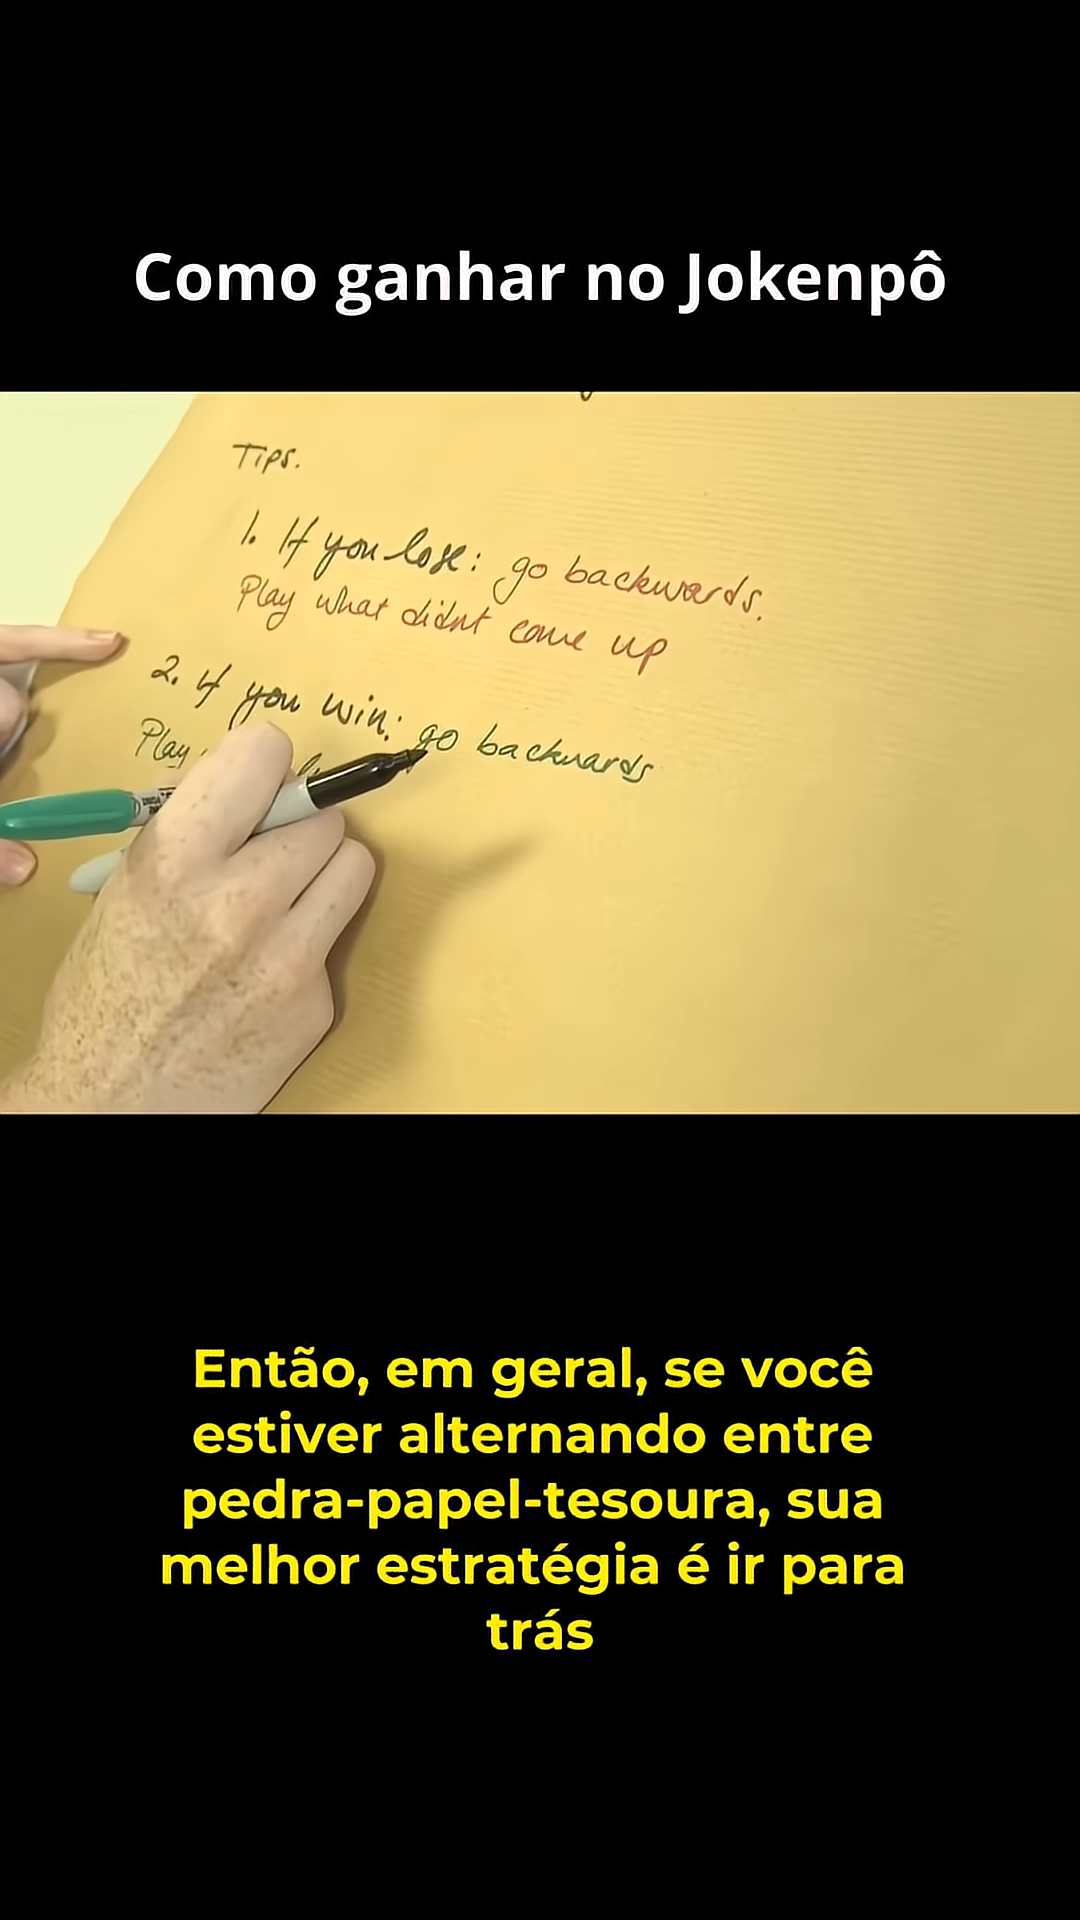 Como ganhar no Jokenpô
Tips.
1. If you lose: go backwards.
Play what didnt come up
2. If you win: go backwards
Play
Então, em geral, se você
estiver alternando entre
pedra-papel-tesoura, sua
melhor estratégia é ir para
trás